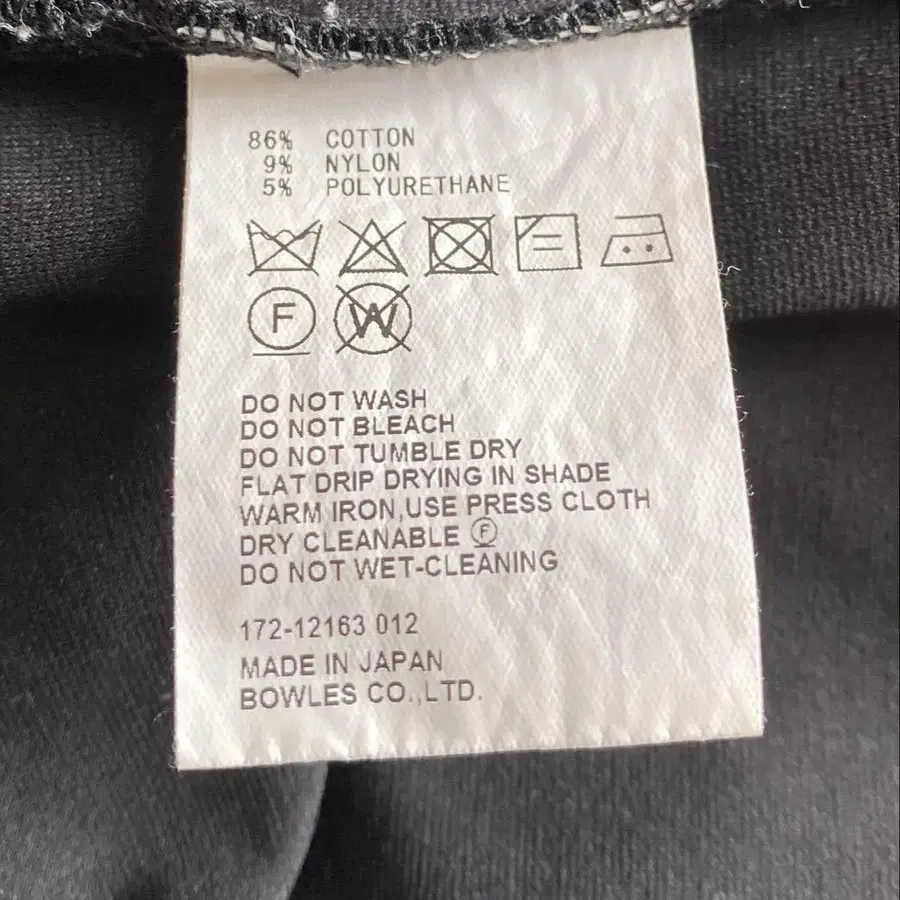 86% COTTON
9% NYLON
5% POLYURETHANE
F W
DO NOT WASH
DO NOT BLEACH
DO NOT TUMBLE DRY
FLAT DRIP DRYING IN SHADE
WARM IRON,USE PRESS CLOTH
DRY CLEANABLE Ⓕ
DO NOT WET-CLEANING
172-12163 012
MADE IN JAPAN
BOWLES CO.,LTD.